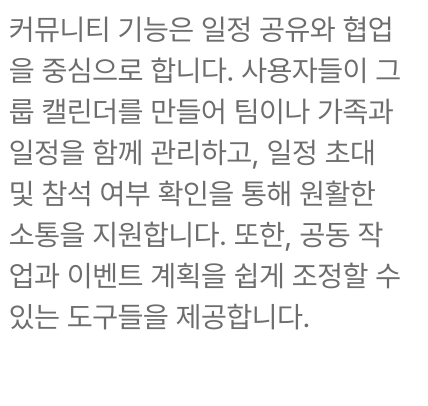 커뮤니티 기능은 일정 공유와 협업
을 중심으로 합니다. 사용자들이 그
룹 캘린더를 만들어 팀이나 가족과
일정을 함께 관리하고, 일정 초대
및 참석 여부 확인을 통해 원활한
소통을 지원합니다. 또한, 공동 작
업과 이벤트 계획을 쉽게 조정할 수
있는 도구들을 제공합니다.